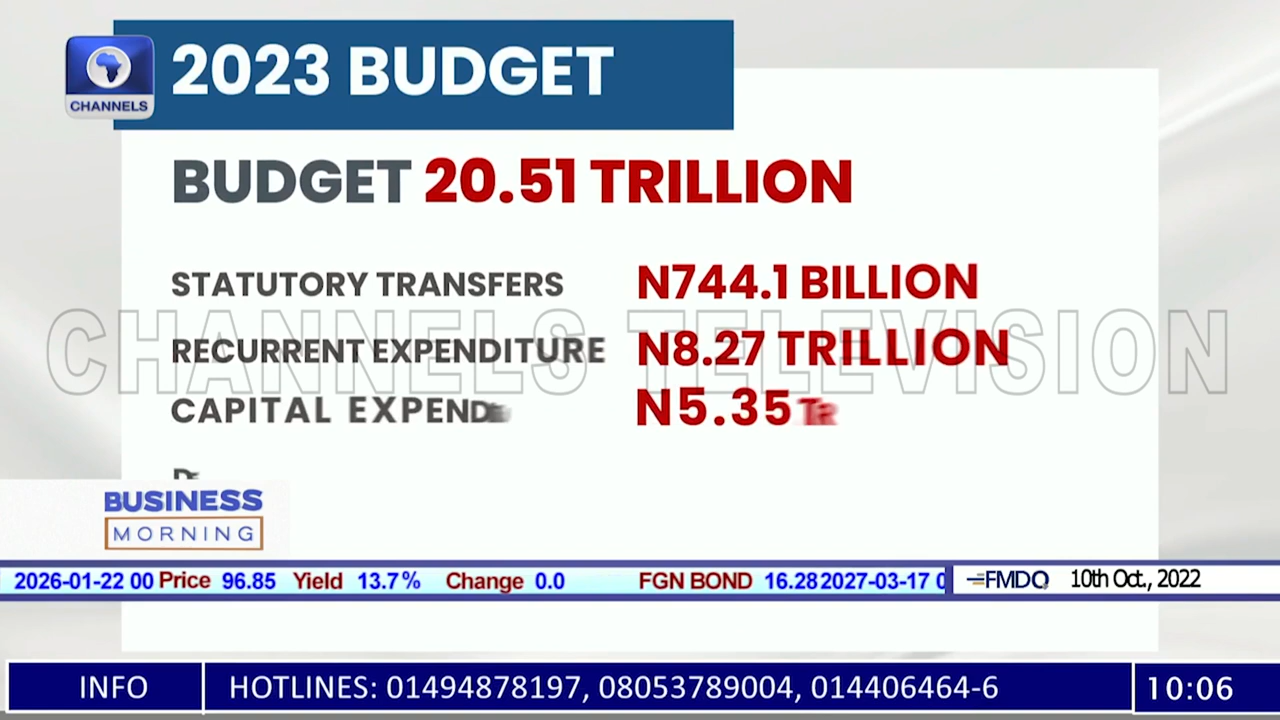 CHANNELS
2023 BUDGET
BUDGET 20.51 TRILLION
STATUTORY TRANSFERS N744.1 BILLION
CHANNELS TELEVISION
RECURRENT EXPENDITURE N8.27 TRILLION
CAPITAL N5.35
BUSINESS
MORNING
2026-01-22 00 Price 96.85 Yield 13.7% Change 0.0 FGN BOND 16.28 2027-03-17 FMDQ 10th Oct., 2022
INFO HOTLINES: 01494878197, 08053789004, 014406464-6 10:06